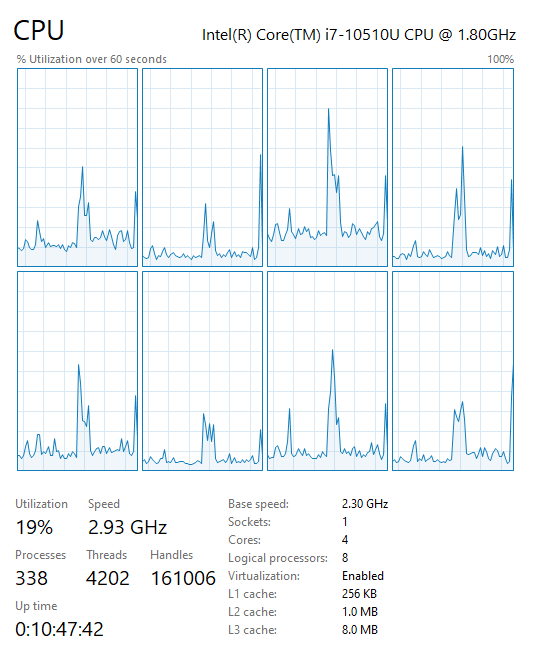 CPU
Intel(R) Core(TM) i7-10510U CPU @ 1.80GHz
% Utilization over 60 seconds 100%
Utilization Speed
19% 2.93 GHz
Processes Threads Handles
338 4202 161006
Up time
0:10:47:42
Base speed: 2.30 GHz
Sockets: 1
Cores: 4
Logical processors: 8
Virtualization: Enabled
L1 cache: 256 KB
L2 cache: 1.0 MB
L3 cache: 8.0 MB